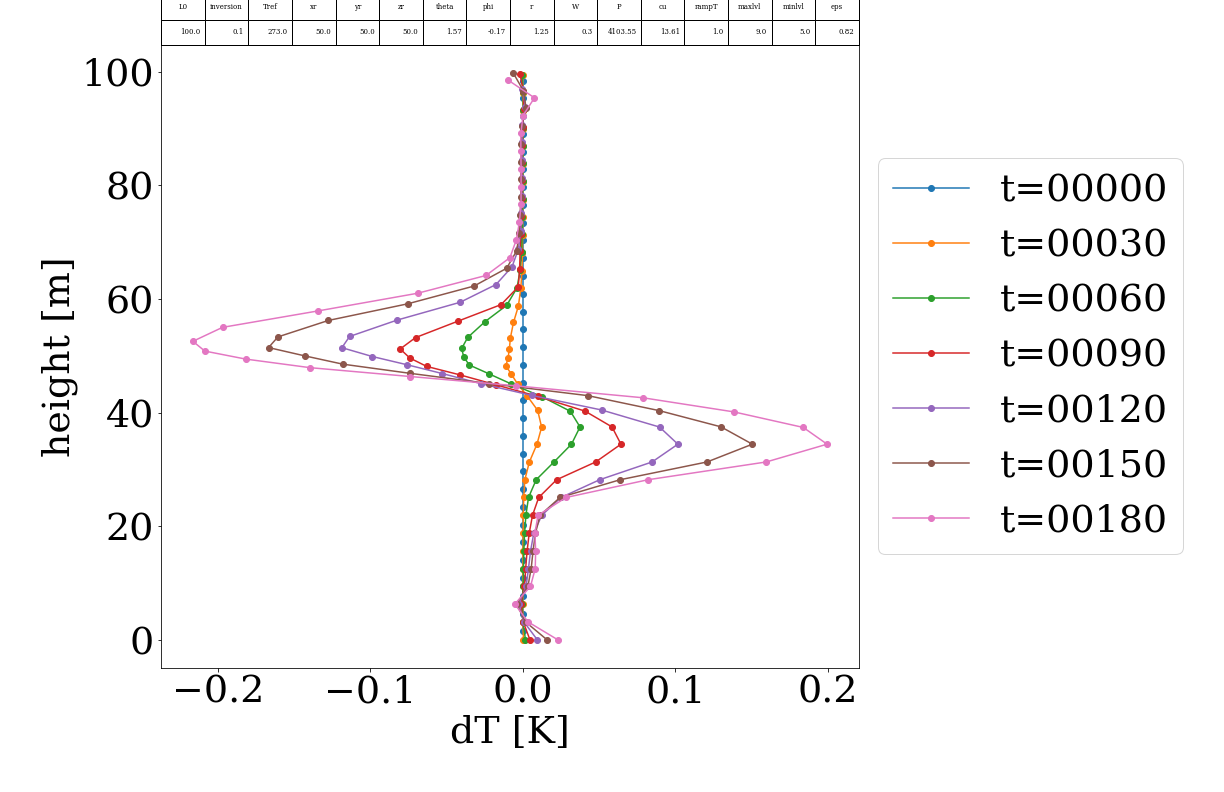 L0 inversion Tref xr yr zr theta phi r W P cu rampT maxlvl minlvl eps
100.0 0.1 273.0 50.0 50.0 50.0 1.57 -0.17 1.25 0.3 4103.55 13.61 1.0 9.0 5.0 0.82
100
80
60
40
20
0
height [m]
−0.2 −0.1 0.0 0.1 0.2
dT [K]
t=00000
t=00030
t=00060
t=00090
t=00120
t=00150
t=00180